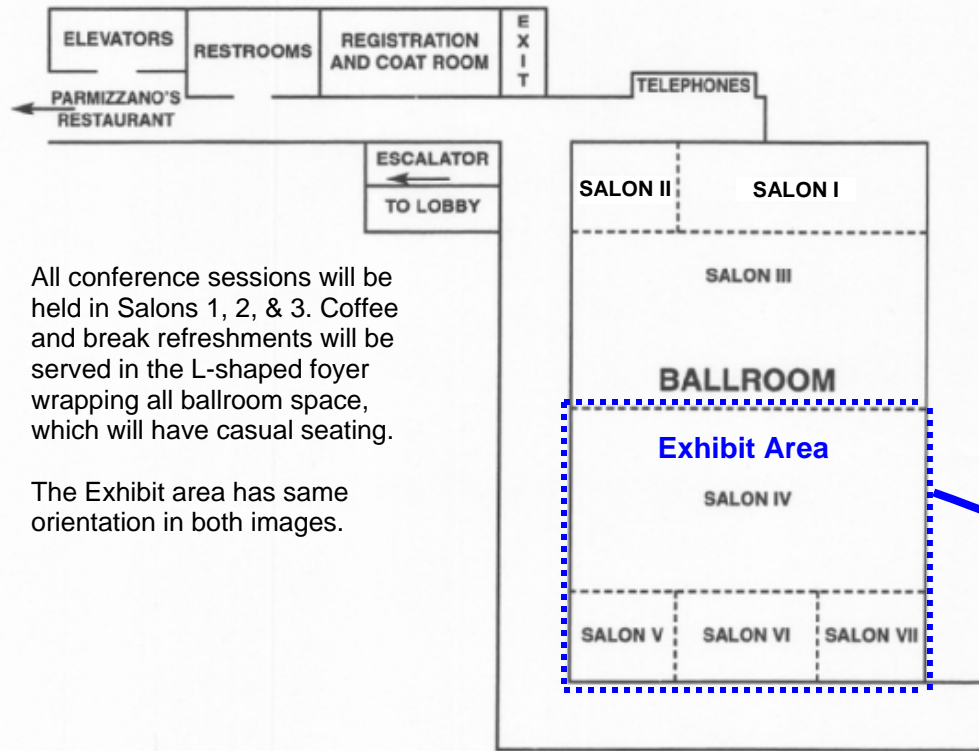 ELEVATORS
RESTROOMS
REGISTRATION
AND COAT ROOM
EXIT
TELEPHONES
PARMIZZANO'S
RESTAURANT
ESCALATOR
TO LOBBY
SALON II
SALON I
SALON III
All conference sessions will be
held in Salons 1, 2, & 3. Coffee
and break refreshments will be
served in the L-shaped foyer
wrapping all ballroom space,
which will have casual seating.
The Exhibit area has same
orientation in both images.
BALLROOM
Exhibit Area
SALON IV
SALON V
SALON VI
SALON VII